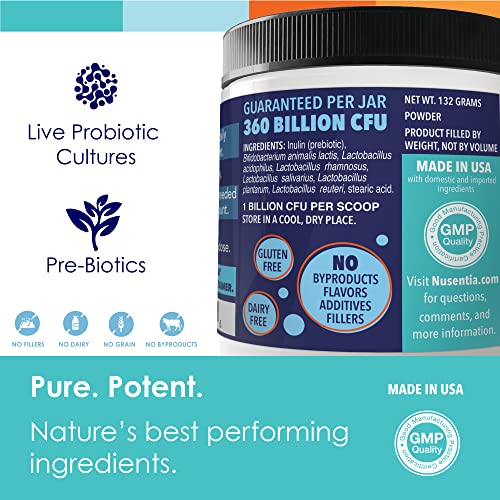 Live Probiotic
Cultures
Pre-Biotics
NO FILLERS
NO DAIRY
NO GRAIN
NO BYPRODUCTS
GUARANTEED PER JAR
360 BILLION CFU
INGREDIENTS: Inulin (prebiotic),
Bifidobacterium animalis lactis, Lactobacillus
acidophilus, Lactobacillus rhamnosus,
Lactobacillus salivarius, Lactobacillus
plantarum, Lactobacillus reuteri, stearic acid.
1 BILLION CFU PER SCOOP
STORE IN A COOL, DRY PLACE.
GLUTEN
FREE
DAIRY
FREE
NO
BYPRODUCTS
FLAVORS
ADDITIVES
FILLERS
NET WT. 132 GRAMS
POWDER
PRODUCT FILLED BY
WEIGHT, NOT BY VOLUME
MADE IN USA
with domestic and imported
ingredients
Good Manufacturing
GMP
Quality
Practice Certification
Visit Nusentia.com
for questions,
comments, and
more information.
Pure. Potent.
Nature's best performing
ingredients.
MADE IN USA
Good Manufacturing
GMP
Quality
Practice Certification